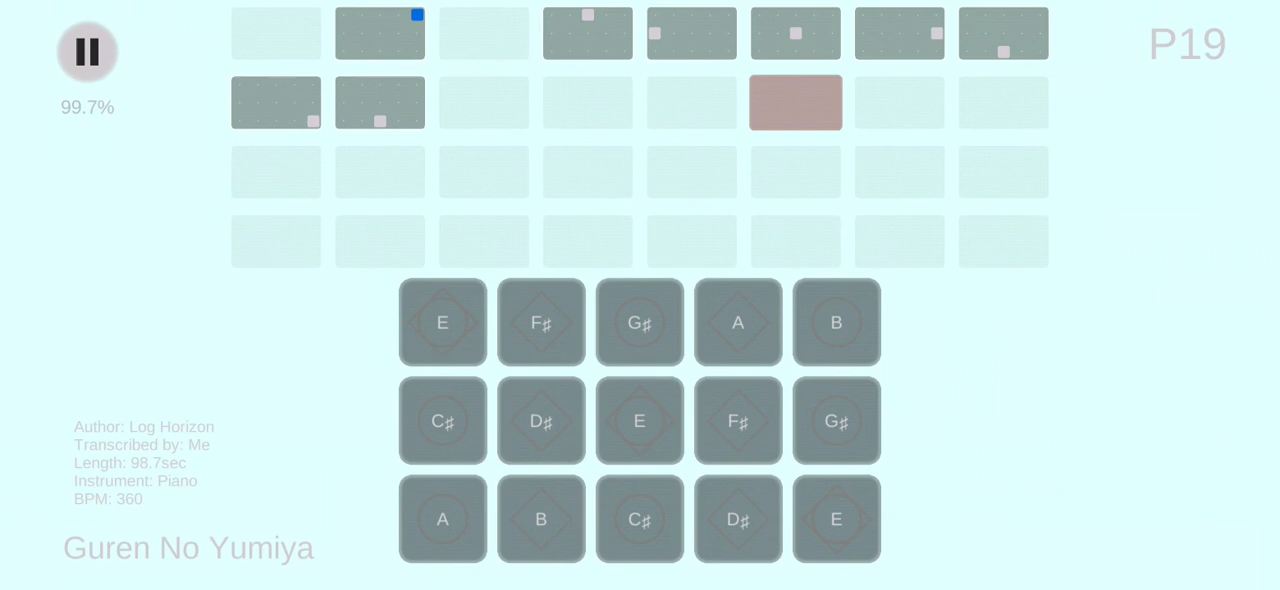 P19
99.7%
E F♯ G♯ A B
C♯ D♯ E F♯ G♯
A B C♯ D♯ E
Author: Log Horizon
Transcribed by: Me
Length: 98.7sec
Instrument: Piano
BPM: 360
Guren No Yumiya